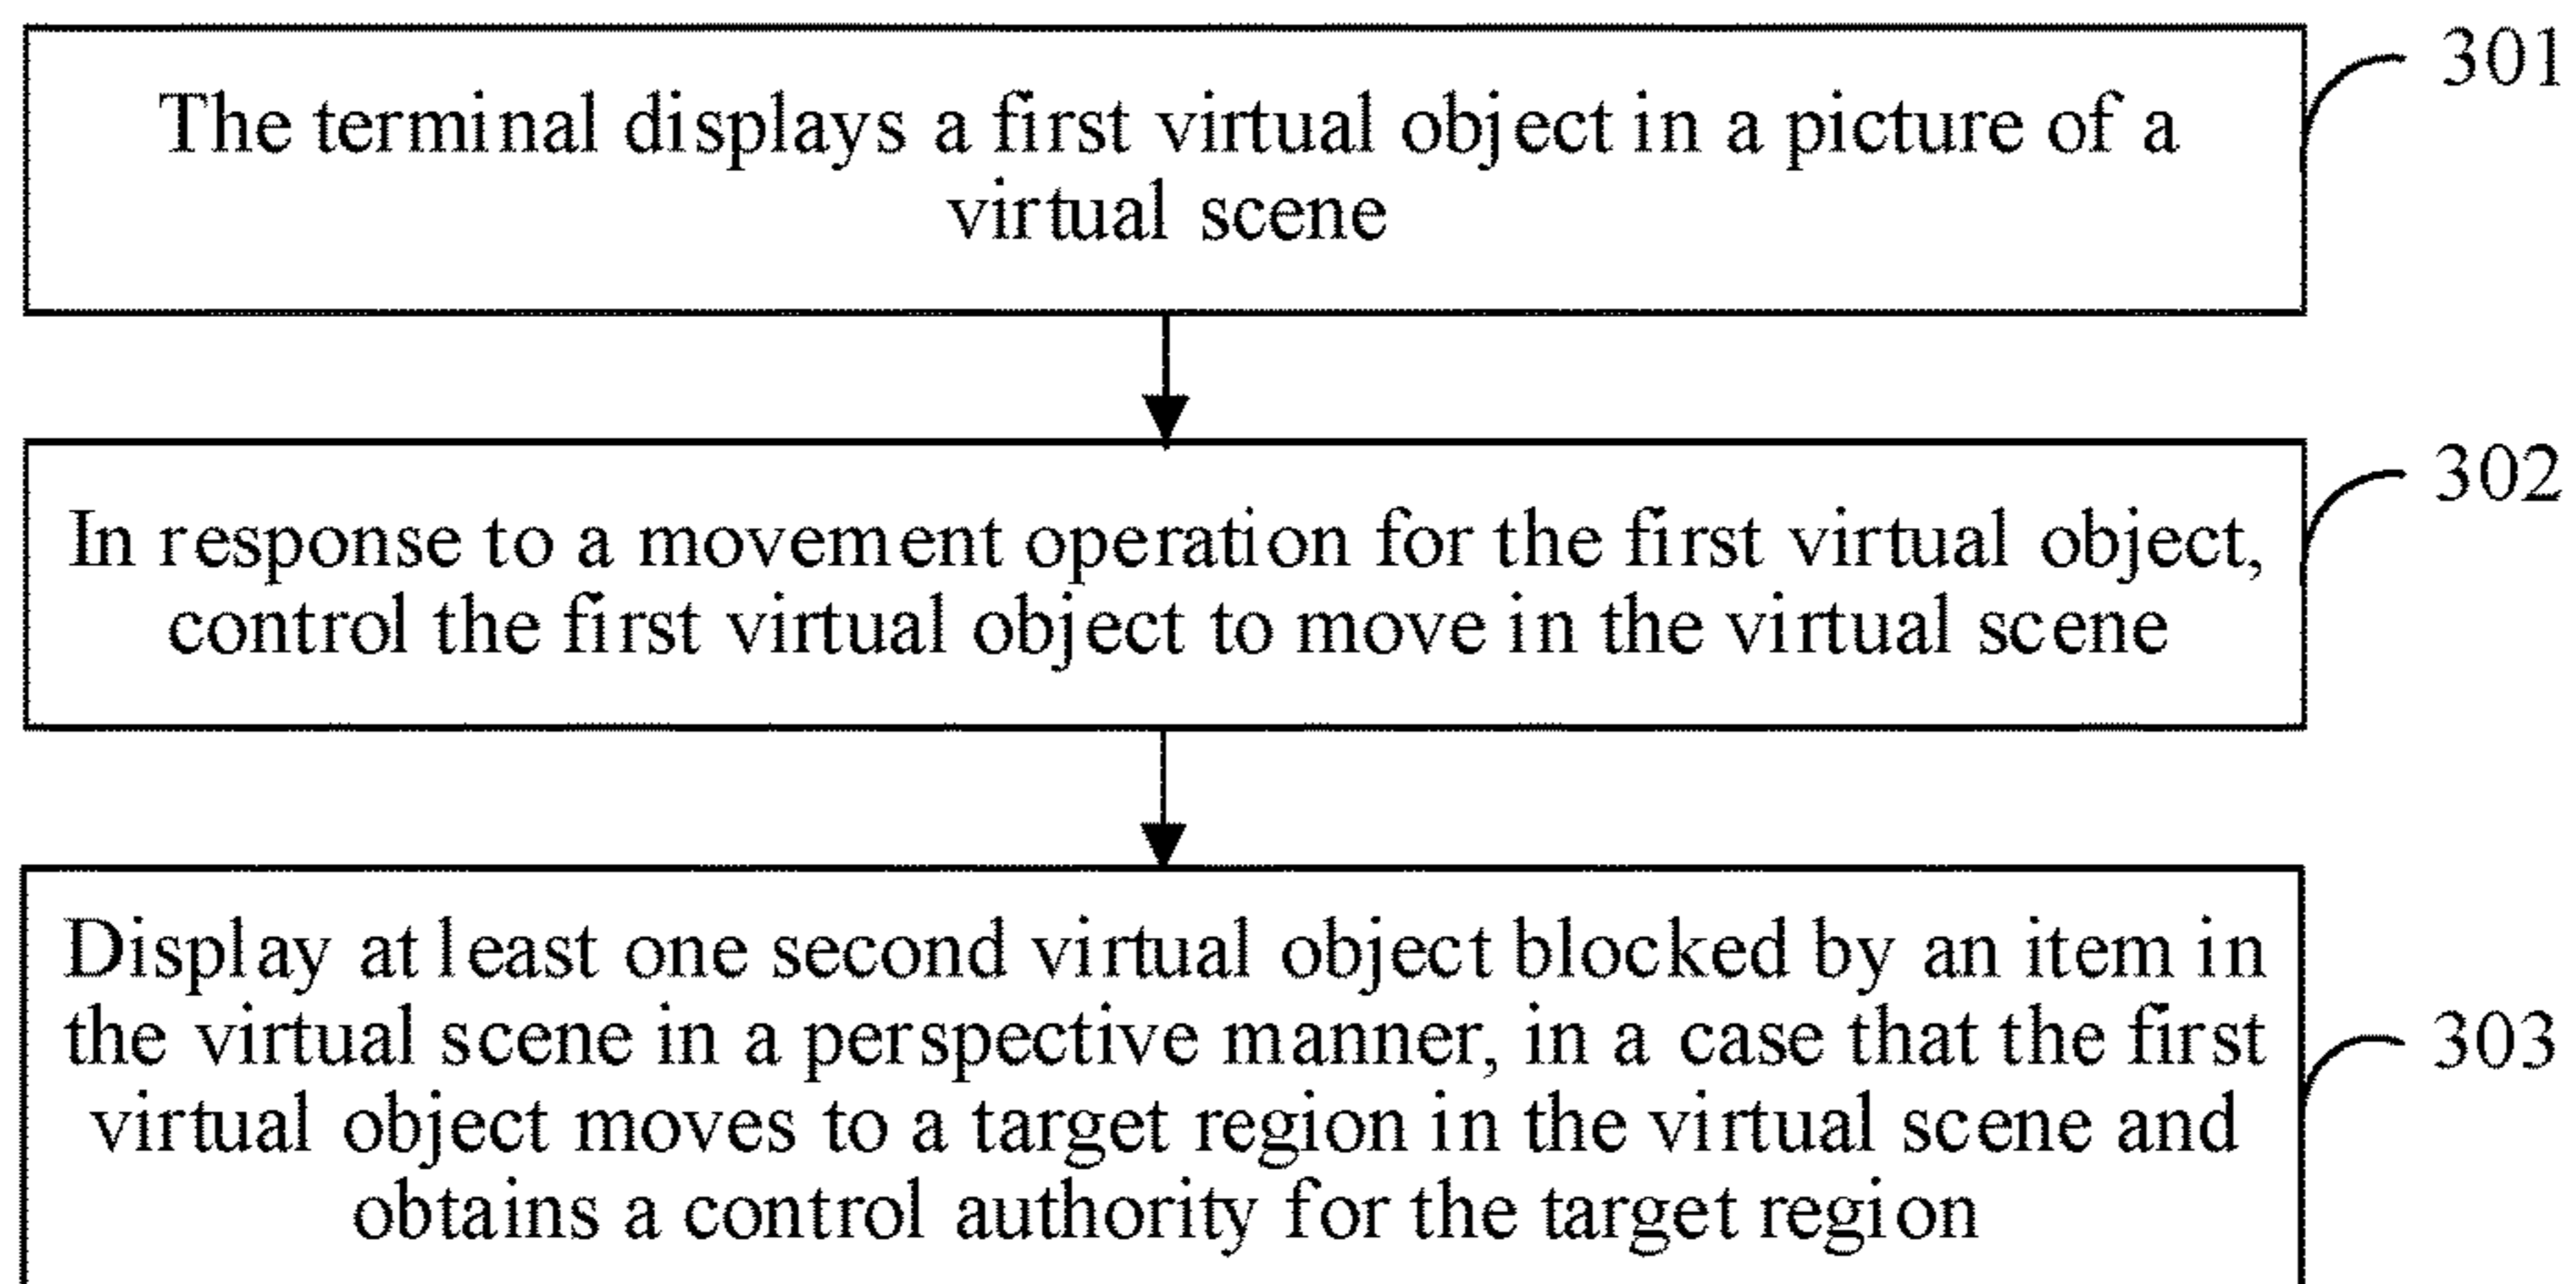 The terminal displays a first virtual object in a picture of a
virtual scene
301
In response to a movement operation for the first virtual object,
control the first virtual object to move in the virtual scene
302
Display at least one second virtual object blocked by an item in
the virtual scene in a perspective manner, in a case that the first
virtual object moves to a target region in the virtual scene and
obtains a control authority for the target region
303